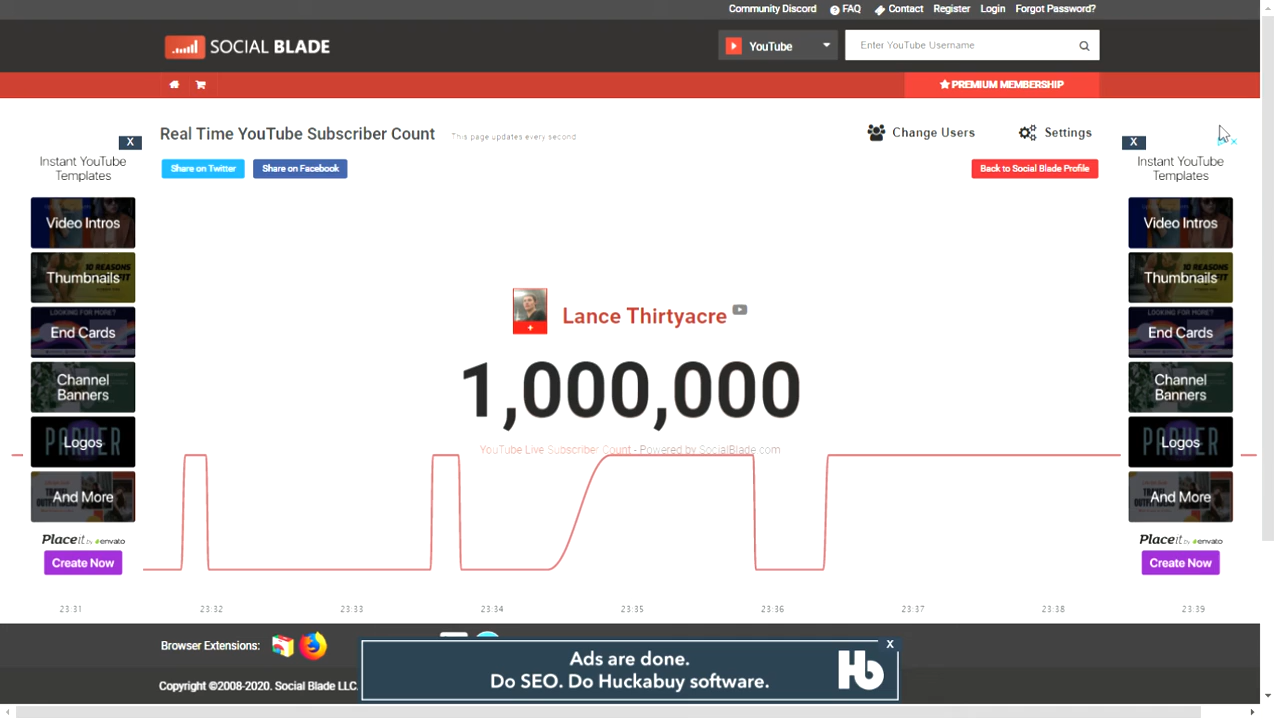 Community Discord FAQ Contact Register Login Forgot Password?
SOCIAL BLADE
YouTube
Enter YouTube Username
PREMIUM MEMBERSHIP
Real Time YouTube Subscriber Count
This page updates every second.
Change Users
Settings
Share on Twitter
Share on Facebook
Back to Social Blade Profile
X
Instant YouTube
Templates
Video Intros
Thumbnails
End Cards
Channel
Banners
Logos
And More
Placeit by envato
Create Now
Lance Thirtyacre
1,000,000
YouTube Live Subscriber Count - Powered by SocialBlade.com
X
Instant YouTube
Templates
Video Intros
Thumbnails
End Cards
Channel
Banners
Logos
And More
Placeit by envato
Create Now
23:31 23:32 23:33 23:34 23:35 23:36 23:37 23:38 23:39
Browser Extensions:
Copyright ©2008-2020. Social Blade LLC.
X
Ads are done.
Do SEO. Do Huckabuy software.
Hb